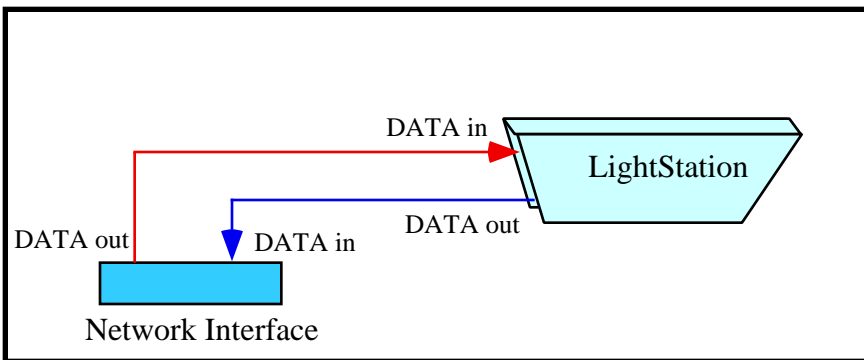 DATA in
LightStation
DATA out
DATA out
DATA in
Network Interface